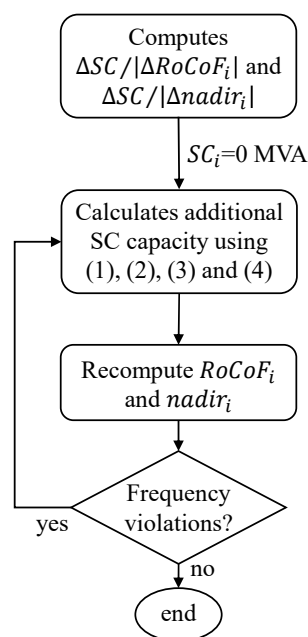 Computes
ΔSC/|ΔRoCoF_i| and
ΔSC/|Δnadir_i|
SC_i=0 MVA
Calculates additional
SC capacity using
(1), (2), (3) and (4)
Recompute RoCoF_i
and nadir_i
Frequency
violations?
yes
no
end